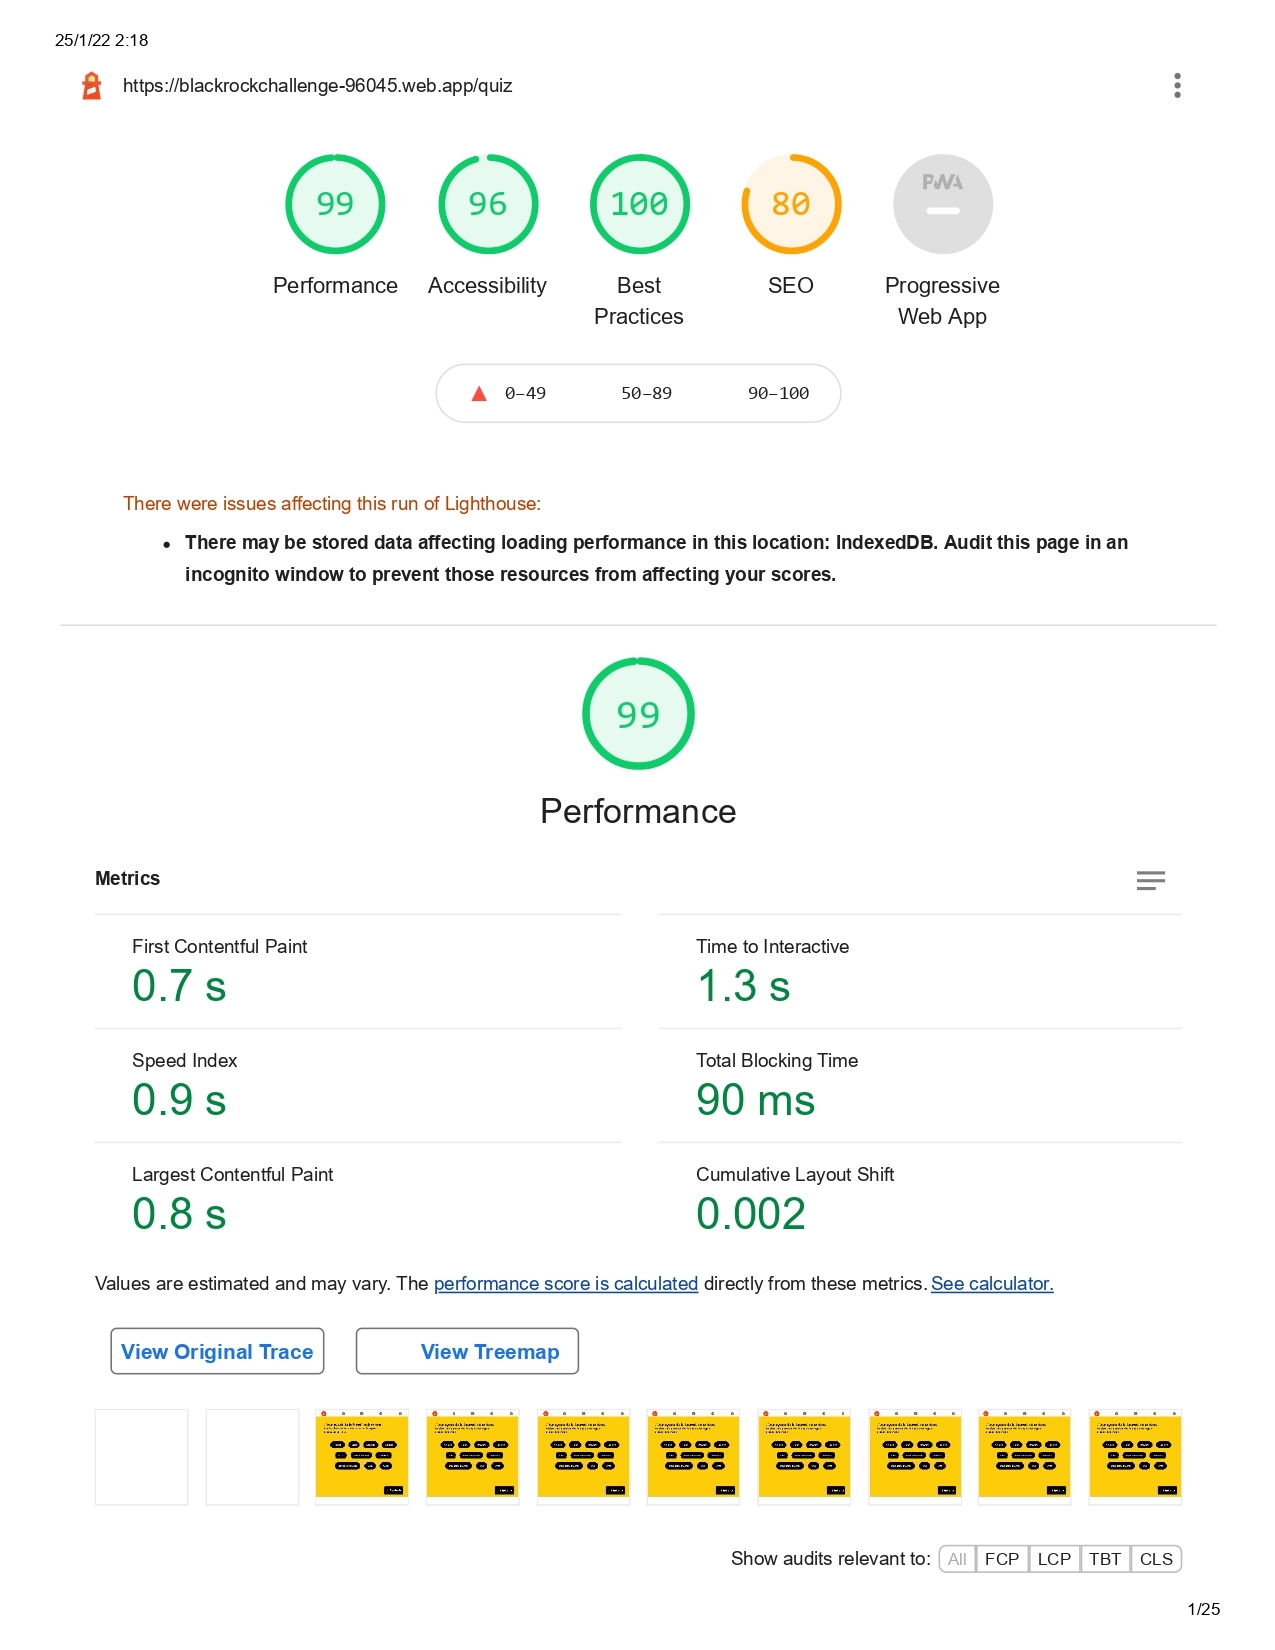 25/1/22 2:18
https://blackrockchallenge-96045.web.app/quiz
99
96
100
80
PWA
Performance
Accessibility
Best
Practices
SEO
Progressive
Web App
0–49
50–89
90–100
There were issues affecting this run of Lighthouse:
There may be stored data affecting loading performance in this location: IndexedDB. Audit this page in an
incognito window to prevent those resources from affecting your scores.
99
Performance
Metrics
First Contentful Paint
0.7 s
Time to Interactive
1.3 s
Speed Index
0.9 s
Total Blocking Time
90 ms
Largest Contentful Paint
0.8 s
Cumulative Layout Shift
0.002
Values are estimated and may vary. The performance score is calculated directly from these metrics. See calculator.
View Original Trace
View Treemap
Show audits relevant to: All FCP LCP TBT CLS
1/25